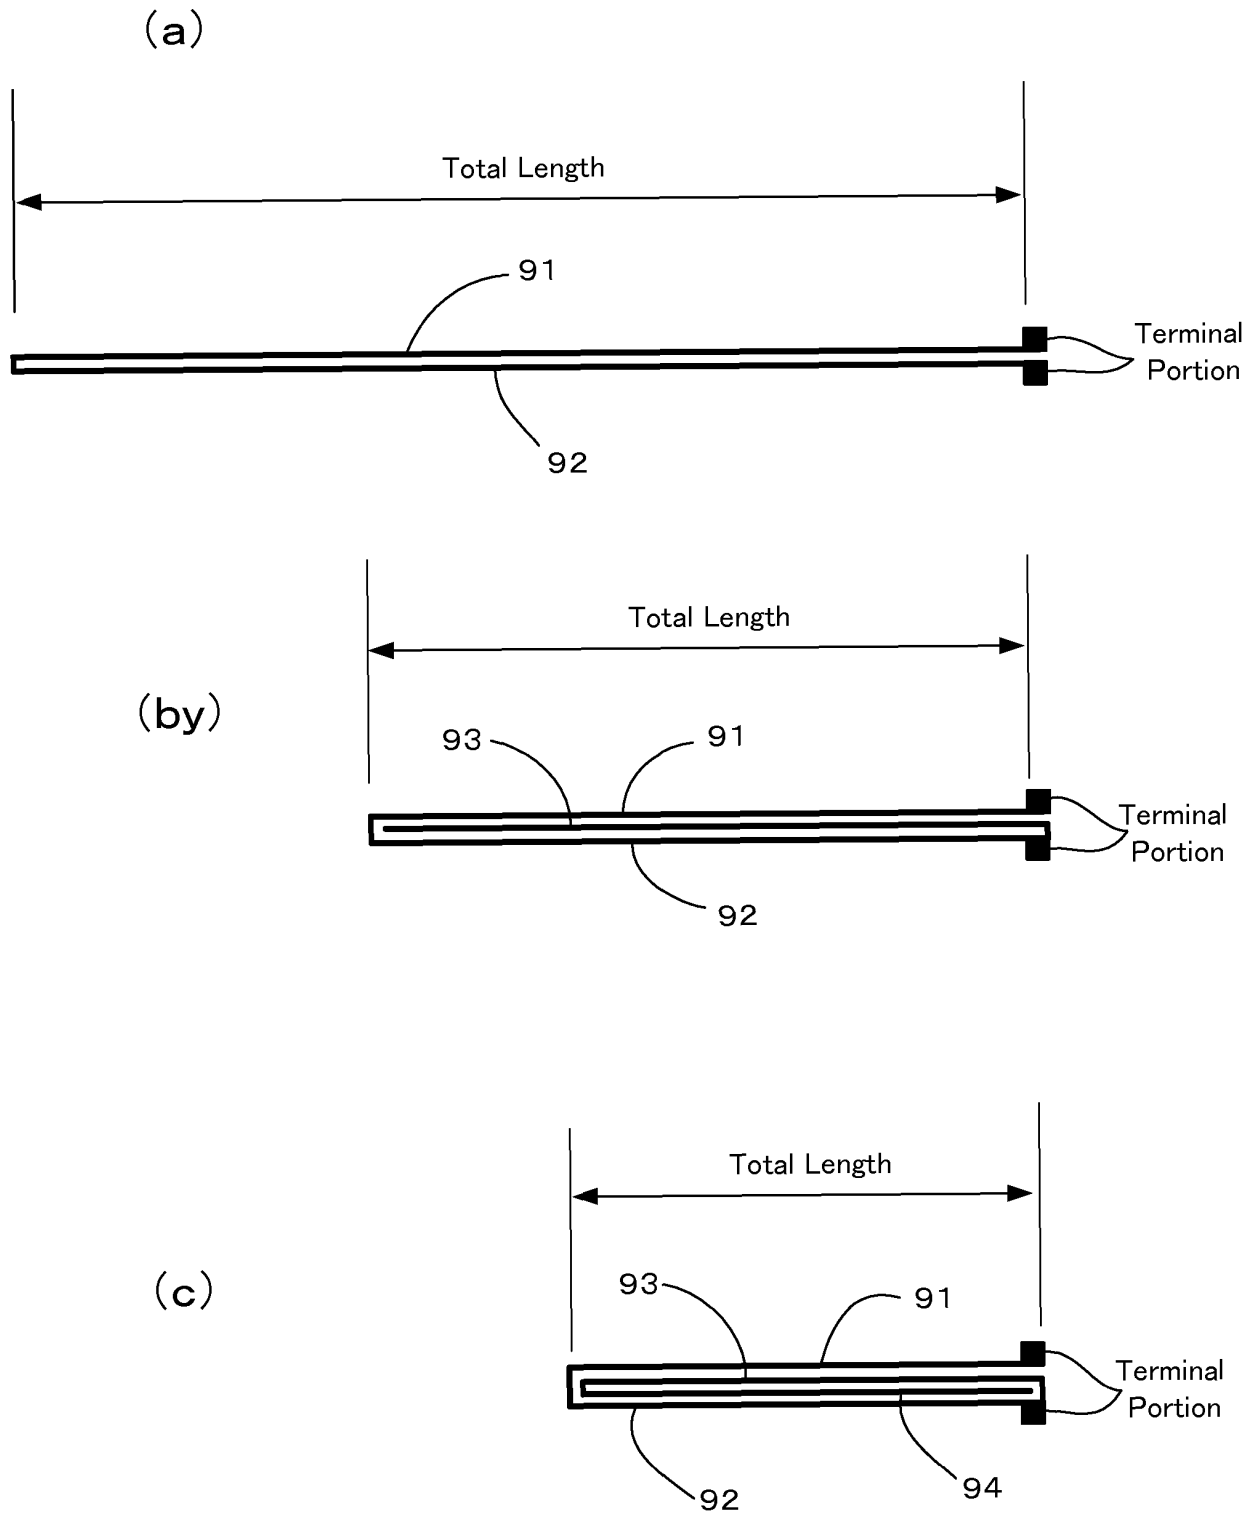 (a)
Total Length
91
Terminal
Portion
92
Total Length
(by)
93
91
Terminal
Portion
92
Total Length
(c)
93
91
Terminal
Portion
94
92